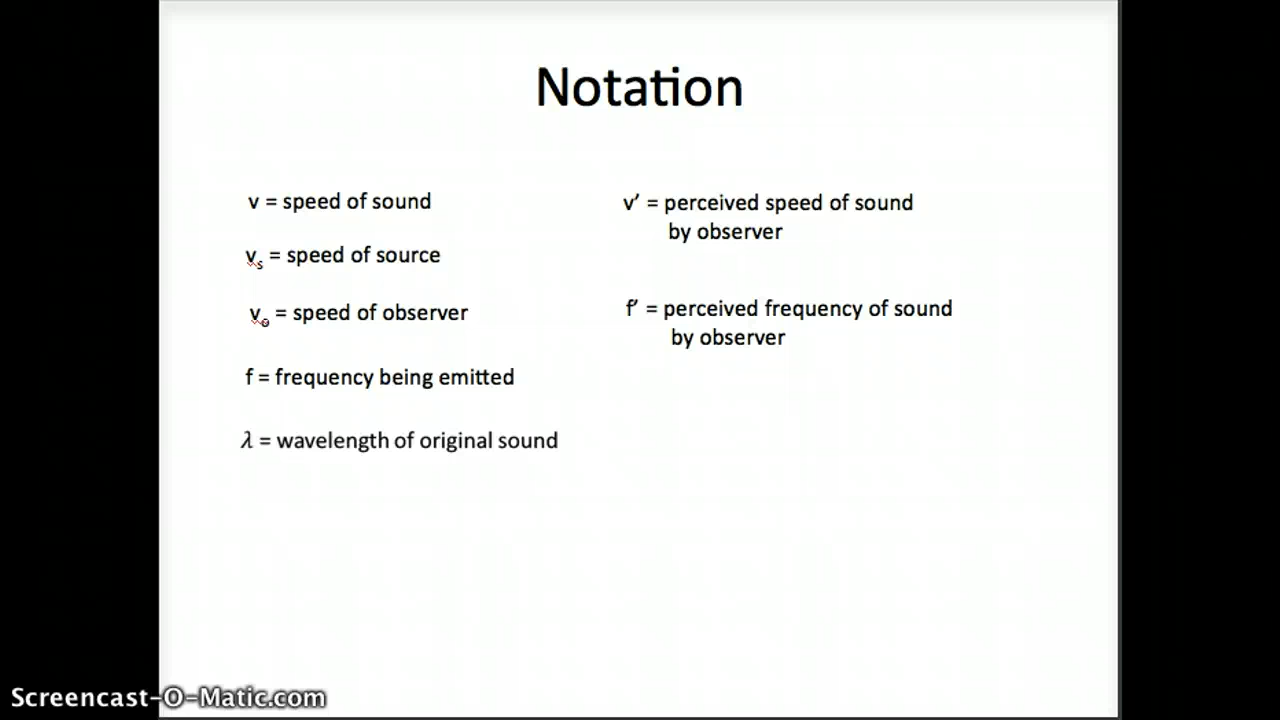 Notation
v = speed of sound
vₛ = speed of source
vₒ = speed of observer
f = frequency being emitted
λ = wavelength of original sound
v’ = perceived speed of sound
by observer
f’ = perceived frequency of sound
by observer
Screencast-O-Matic.com